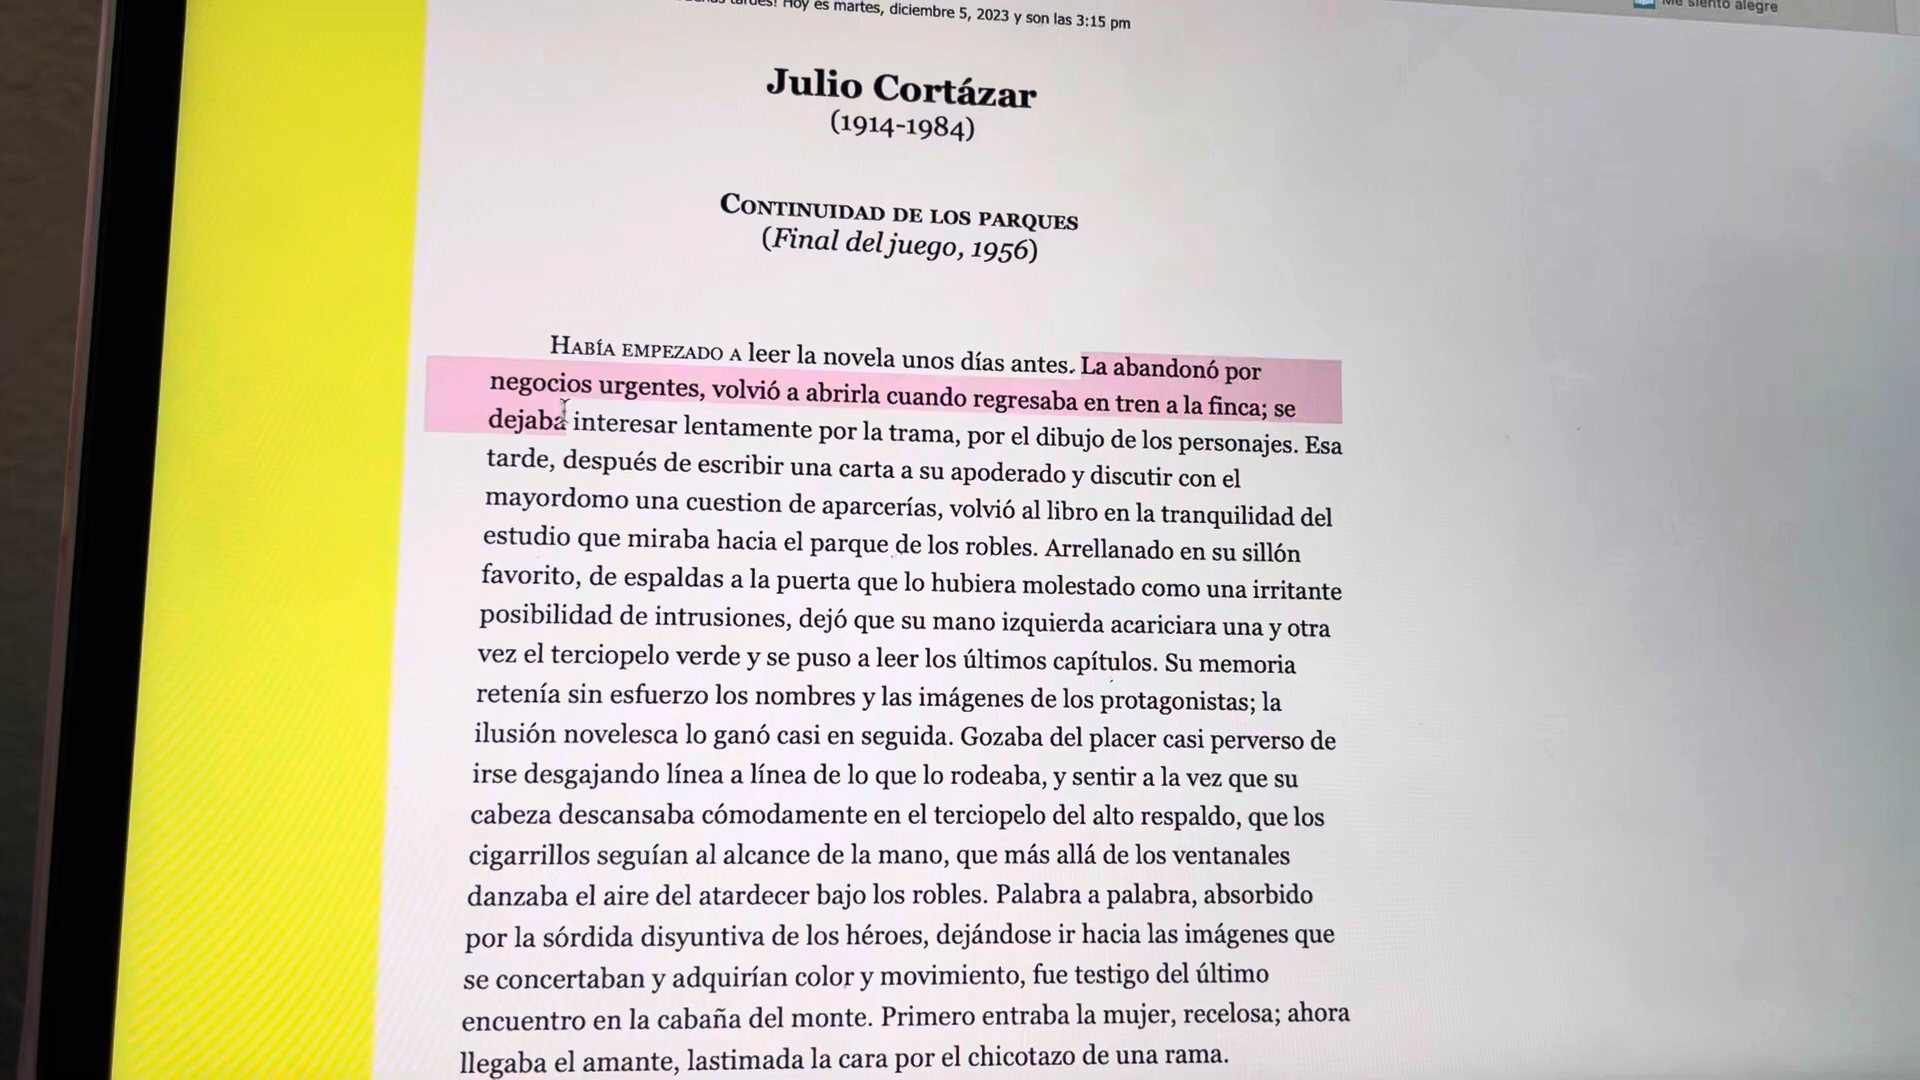 tardes! Hoy es martes, diciembre 5, 2023 y son las 3:15 pm
Me siento alegre
Julio Cortázar
(1914-1984)
CONTINUIDAD DE LOS PARQUES
(Final del juego, 1956)
HABÍA EMPEZADO A leer la novela unos días antes. La abandonó por
negocios urgentes, volvió a abrirla cuando regresaba en tren a la finca; se
dejaba interesar lentamente por la trama, por el dibujo de los personajes. Esa
tarde, después de escribir una carta a su apoderado y discutir con el
mayordomo una cuestion de aparcerías, volvió al libro en la tranquilidad del
estudio que miraba hacia el parque de los robles. Arrellanado en su sillón
favorito, de espaldas a la puerta que lo hubiera molestado como una irritante
posibilidad de intrusiones, dejó que su mano izquierda acariciara una y otra
vez el terciopelo verde y se puso a leer los últimos capítulos. Su memoria
retenía sin esfuerzo los nombres y las imágenes de los protagonistas; la
ilusión novelesca lo ganó casi en seguida. Gozaba del placer casi perverso de
irse desgajando línea a línea de lo que lo rodeaba, y sentir a la vez que su
cabeza descansaba cómodamente en el terciopelo del alto respaldo, que los
cigarrillos seguían al alcance de la mano, que más allá de los ventanales
danzaba el aire del atardecer bajo los robles. Palabra a palabra, absorbido
por la sórdida disyuntiva de los héroes, dejándose ir hacia las imágenes que
se concertaban y adquirían color y movimiento, fue testigo del último
encuentro en la cabaña del monte. Primero entraba la mujer, recelosa; ahora
llegaba el amante, lastimada la cara por el chicotazo de una rama.